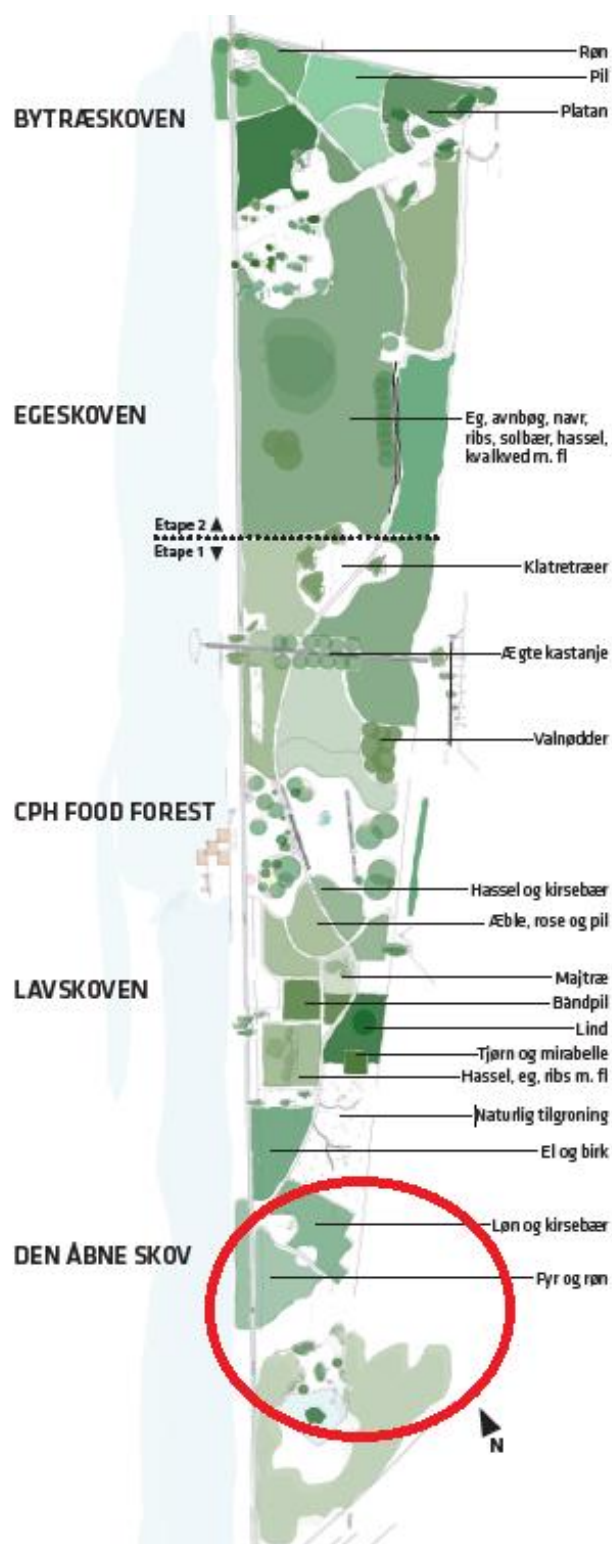 Røn
Pil
Platan
BYTRÆSKOVEN
EGESKOVEN
Eg, avnbøg, navr,
ribs, solbær, hassel,
kvalkved m. fl
Etape 2 ▲
Etape 1 ▼
Klatretræer
Ægte kastanje
Valnødder
CPH FOOD FOREST
Hassel og kirsebær
Æble, rose og pil
Majtræ
LAVSKOVEN
Båndpil
Lind
Tjørn og mirabelle
Hassel, eg, ribs m. fl
Naturlig tilgroning
El og birk
Løn og kirsebær
DEN ÅBNE SKOV
Fyr og røn
N